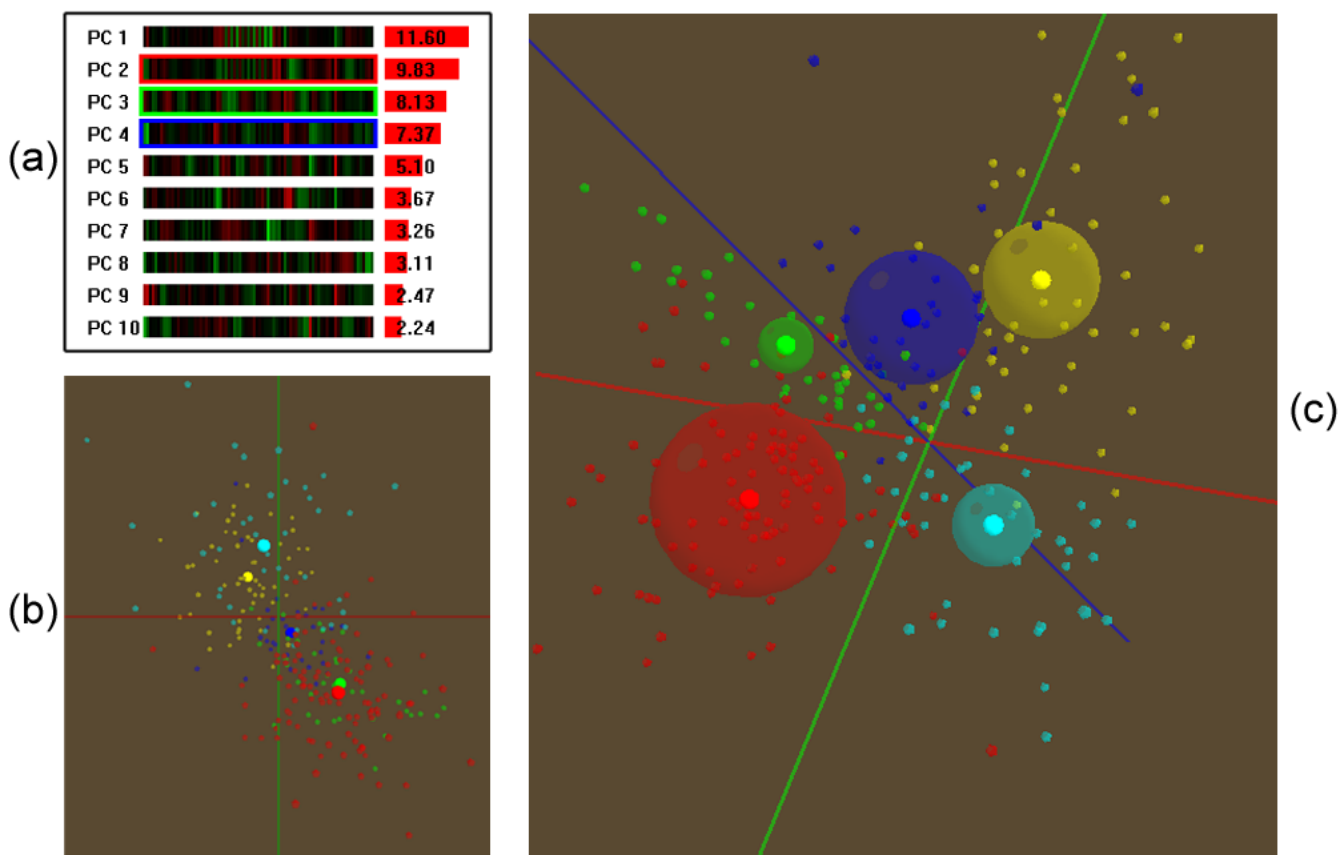 (a)
PC 1 11.60
PC 2 9.83
PC 3 8.13
PC 4 7.37
PC 5 5.10
PC 6 3.67
PC 7 3.26
PC 8 3.11
PC 9 2.47
PC 10 2.24
(b)
(c)